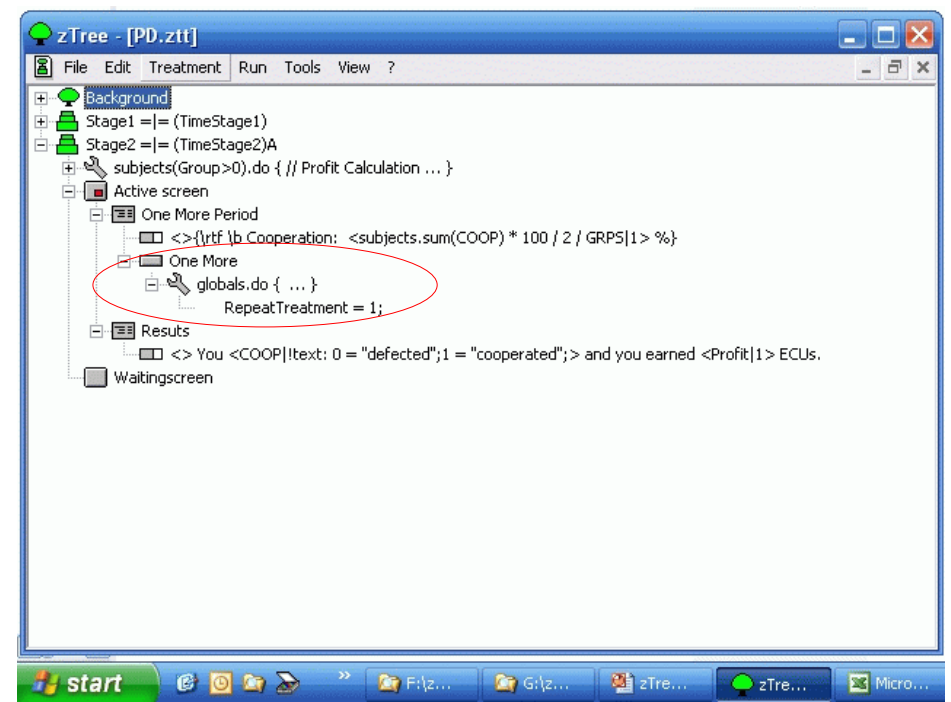 zTree - [PD.ztt]
File Edit Treatment Run Tools View ?
Background
Stage1 =|= (TimeStage1)
Stage2 =|= (TimeStage2)A
subjects(Group>0).do { // Profit Calculation ... }
Active screen
One More Period
<>{\rtf \b Cooperation: <subjects.sum(COOP) * 100 / 2 / GRPS|1> %}
One More
globals.do { ... }
RepeatTreatment = 1;
Resuts
<> You <COOP|!text: 0 = "defected";1 = "cooperated";> and you earned <Profit|1> ECUs.
Waitingscreen
start » F:\z... G:\z... zTre... zTre... Micro...